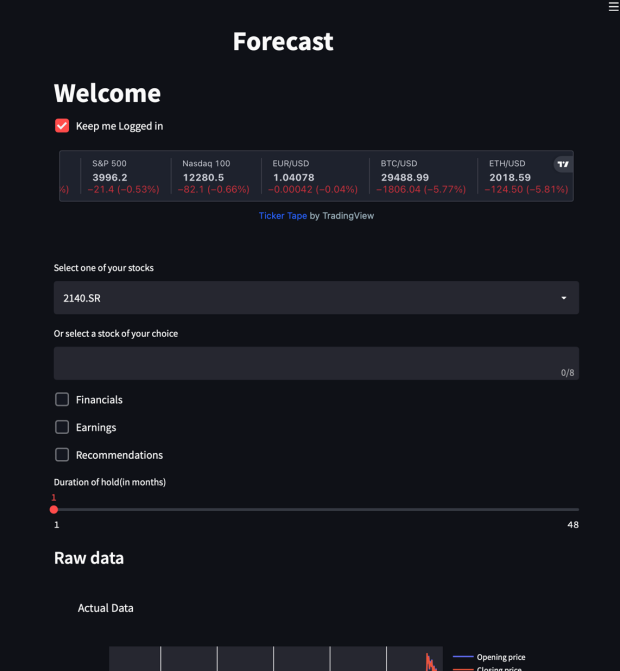 Forecast
Welcome
Keep me Logged in
S&P 500
3996.2
−21.4 (−0.53%)
Nasdaq 100
12280.5
−82.1 (−0.66%)
EUR/USD
1.04078
−0.00042 (−0.04%)
BTC/USD
29488.99
−1806.04 (−5.77%)
ETH/USD
2018.59
−124.50 (−5.81%)
%)
Ticker Tape by TradingView
Select one of your stocks
2140.SR
Or select a stock of your choice
0/8
Financials
Earnings
Recommendations
Duration of hold(in months)
1
1
48
Raw data
Actual Data
Opening price
Closing price